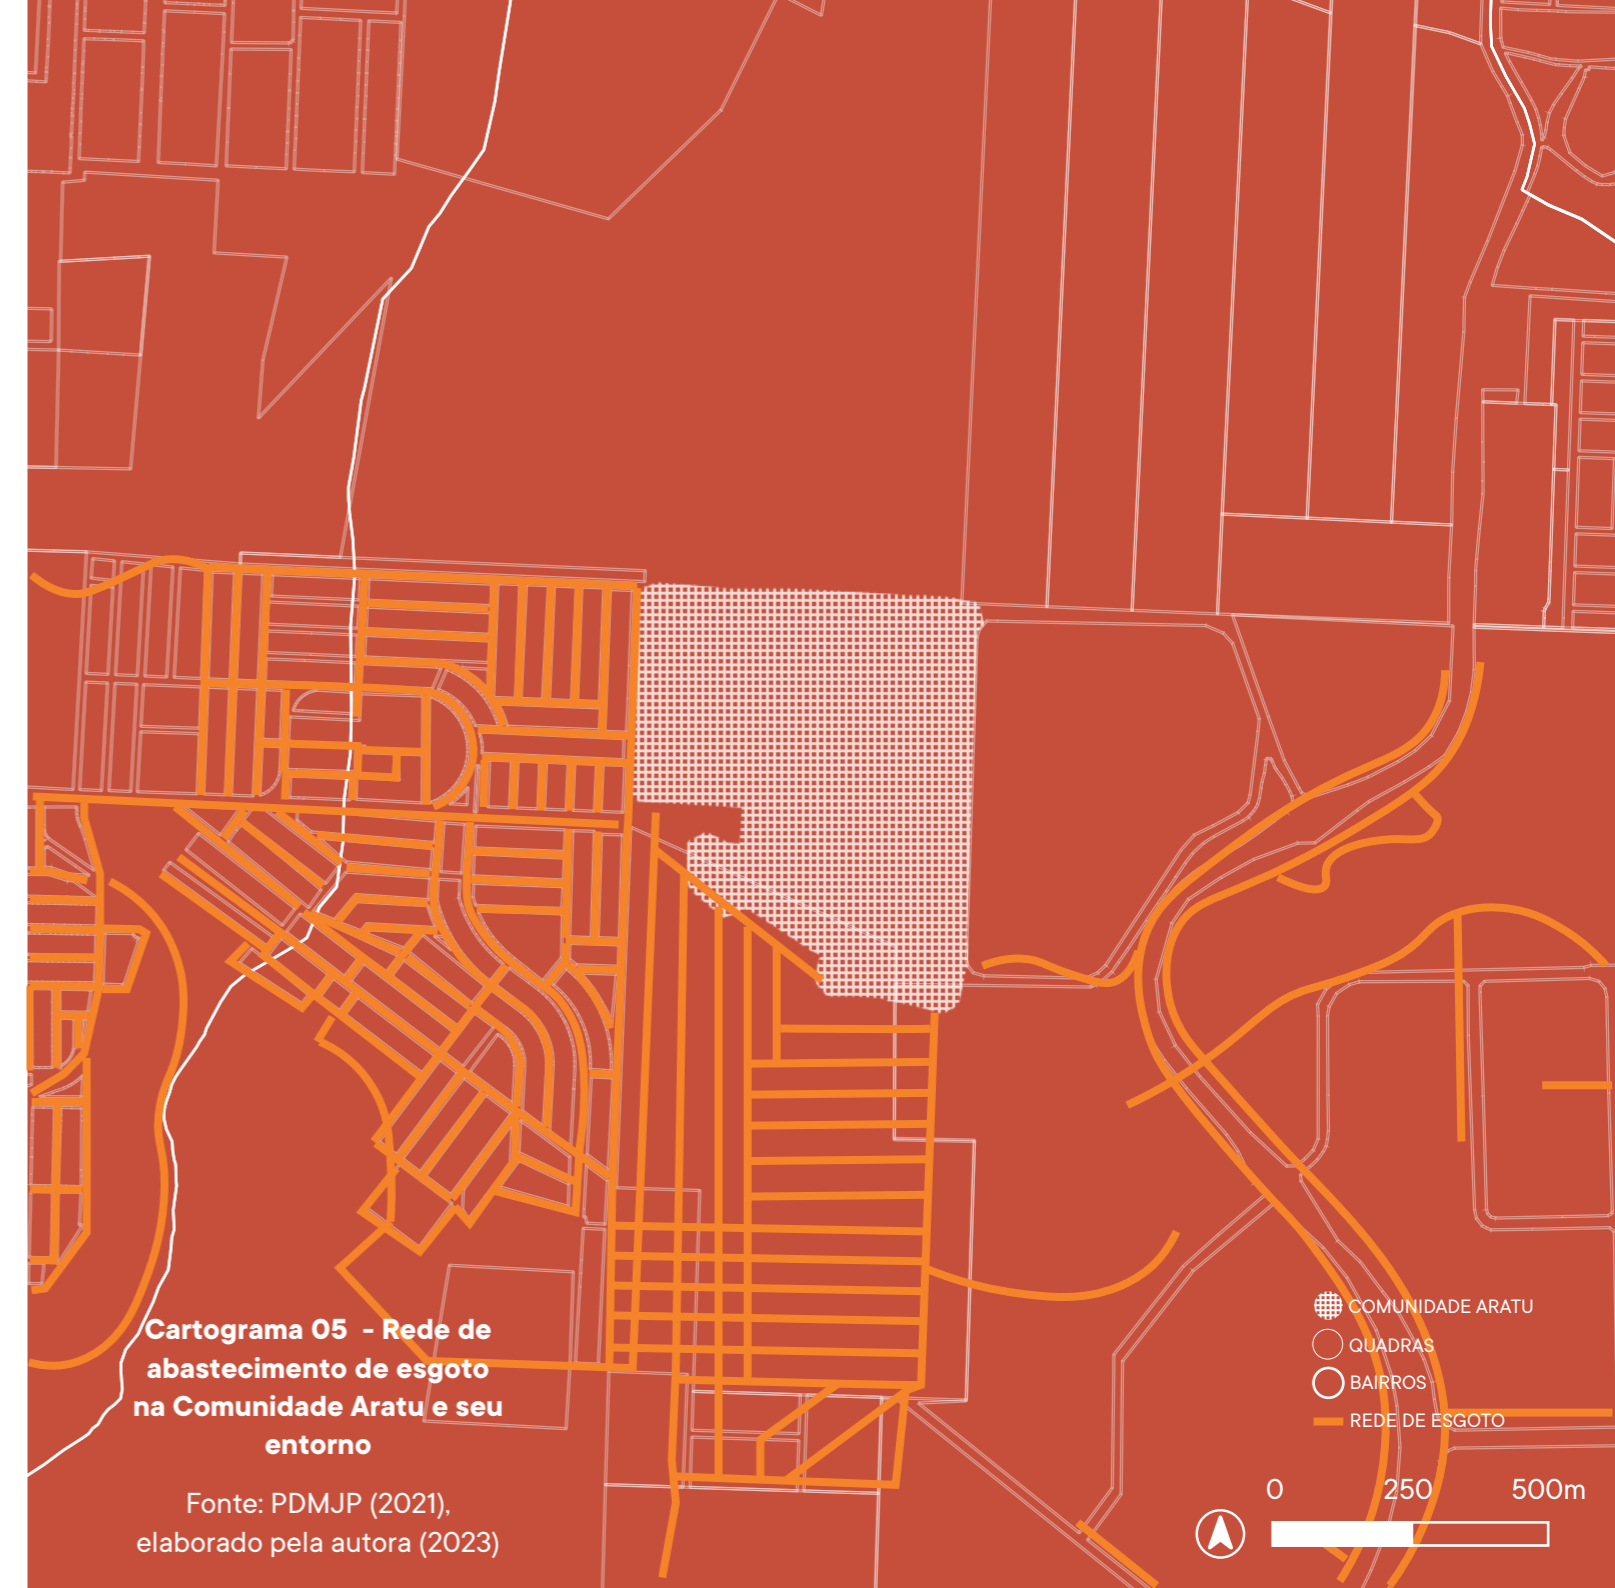 COMUNIDADE ARATU
QUADRAS
BAIRROS
REDE DE ESGOTO
Cartograma 05 - Rede de
abastecimento de esgoto
na Comunidade Aratu e seu
entorno
Fonte: PDMJP (2021),
elaborado pela autora (2023)
0 250 500m